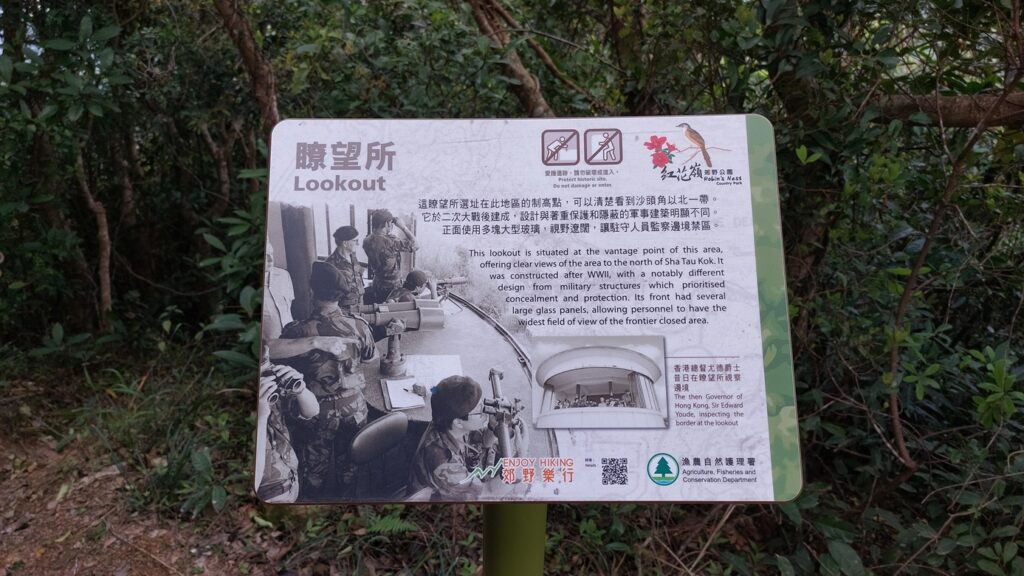 瞭望所
Lookout
愛護遺跡，請勿破壞或進入。
Protect historic site.
Do not damage or enter.
紅花嶺
郊野公園
Robin's Nest
Country Park
這瞭望所選址在此地區的制高點，可以清楚看到沙頭角以北一帶。
它於二次大戰後建成，設計與著重保護和隱蔽的軍事建築明顯不同。
正面使用多塊大型玻璃，視野遼闊，讓駐守人員監察邊境禁區。
This lookout is situated at the vantage point of this area,
offering clear views of the area to the north of Sha Tau Kok. It
was constructed after WWII, with a notably different
design from military structures which prioritised
concealment and protection. Its front had several
large glass panels, allowing personnel to have the
widest field of view of the frontier closed area.
香港總督尤德爵士
昔日在瞭望所視察
邊境
The then Governor of
Hong Kong, Sir Edward
Youde, inspecting the
border at the lookout
ENJOY HIKING
郊野樂行
詳情：
Details:
漁農自然護理署
Agriculture, Fisheries and
Conservation Department